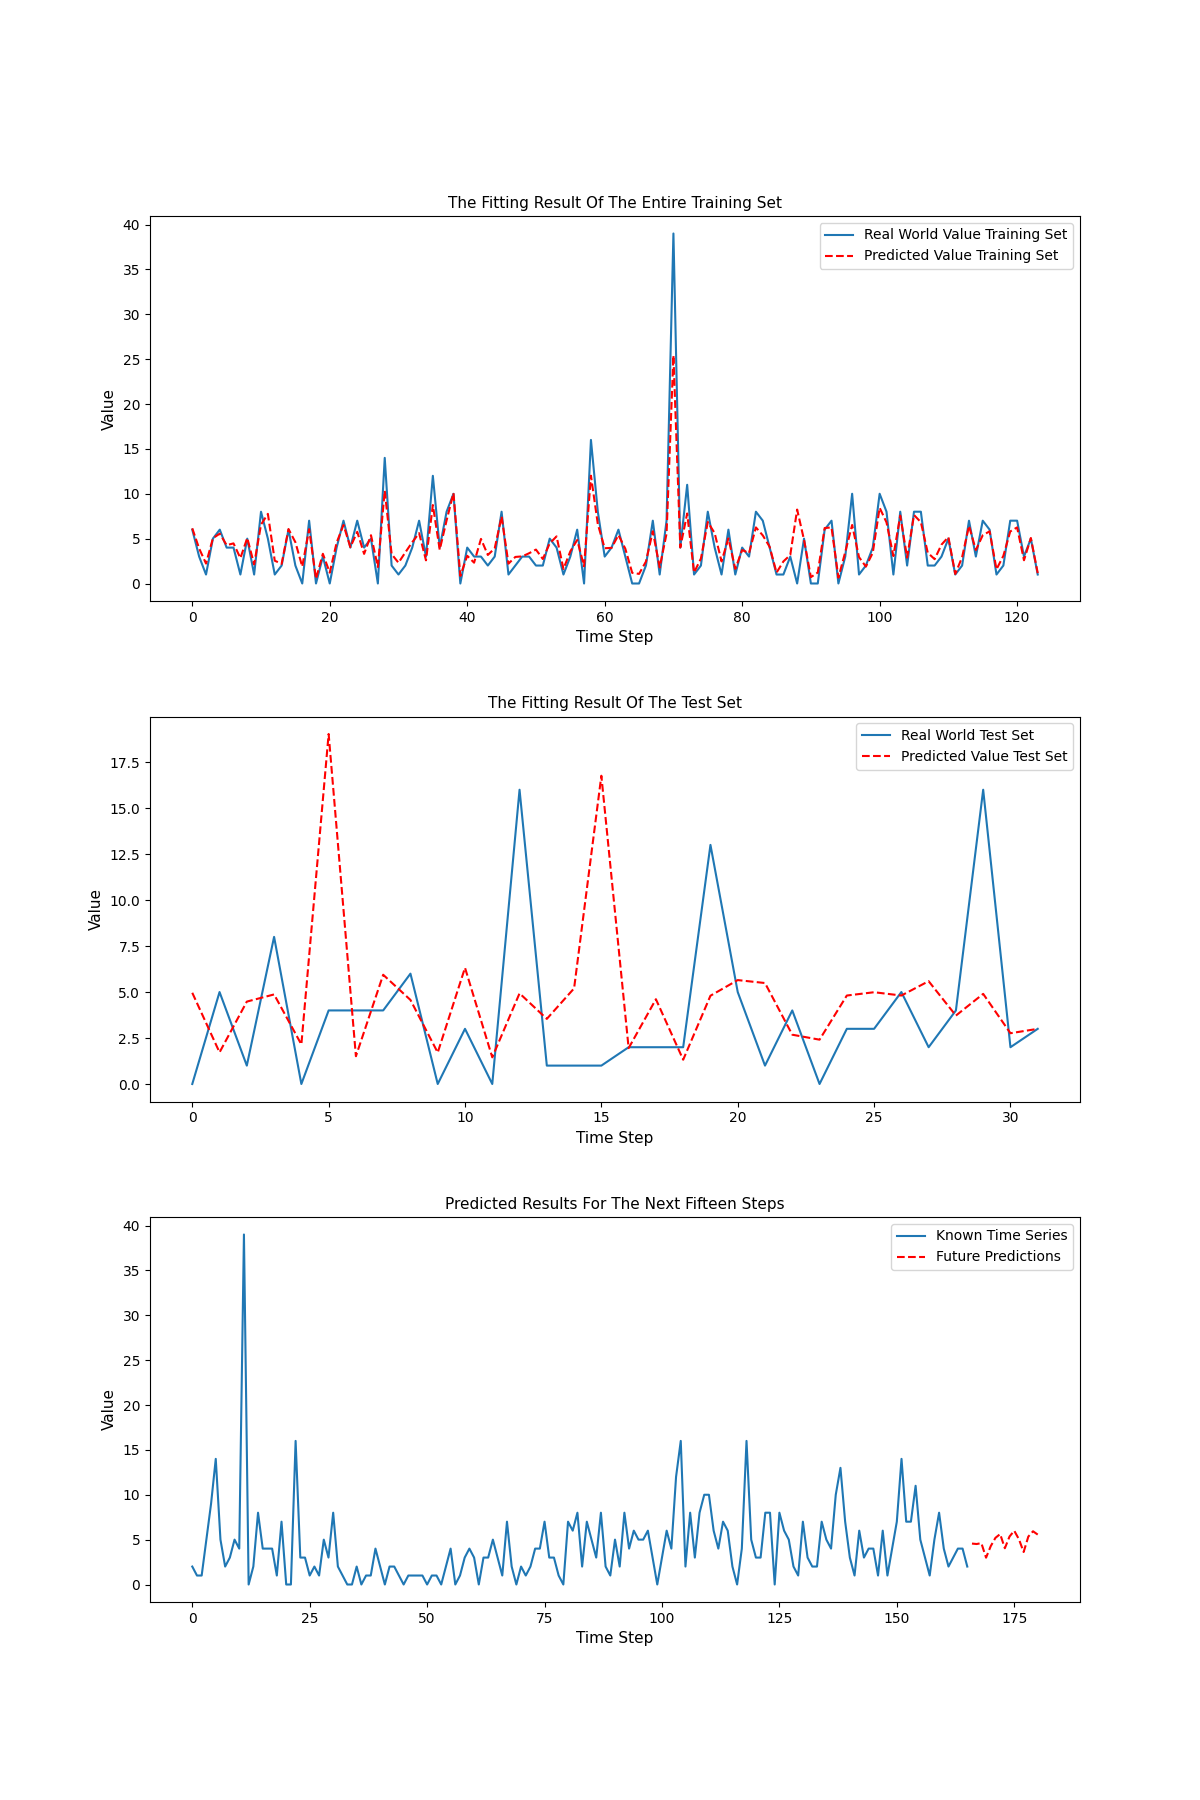 The Fitting Result Of The Entire Training Set
40
35
30
25
20
15
10
5
0
Value
Real World Value Training Set
Predicted Value Training Set
0 20 40 60 80 100 120
Time Step
The Fitting Result Of The Test Set
17.5
15.0
12.5
10.0
7.5
5.0
2.5
0.0
Value
Real World Test Set
Predicted Value Test Set
0 5 10 15 20 25 30
Time Step
Predicted Results For The Next Fifteen Steps
40
35
30
25
20
15
10
5
0
Value
Known Time Series
Future Predictions
0 25 50 75 100 125 150 175
Time Step